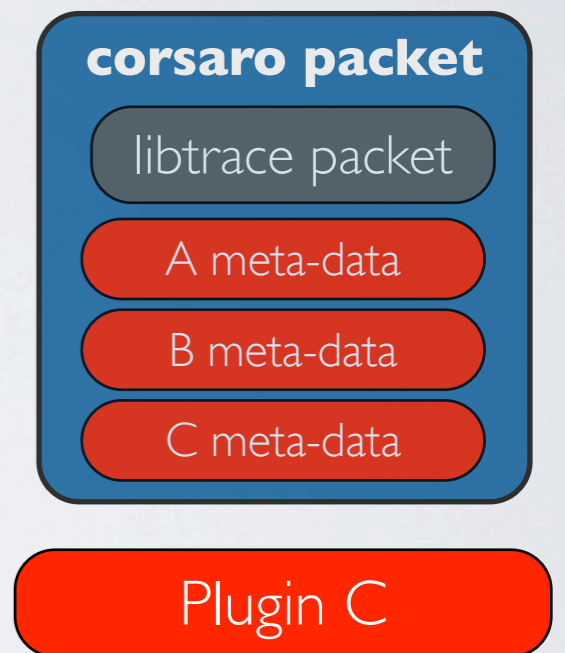 corsaro packet
libtrace packet
A meta-data
B meta-data
C meta-data
Plugin C